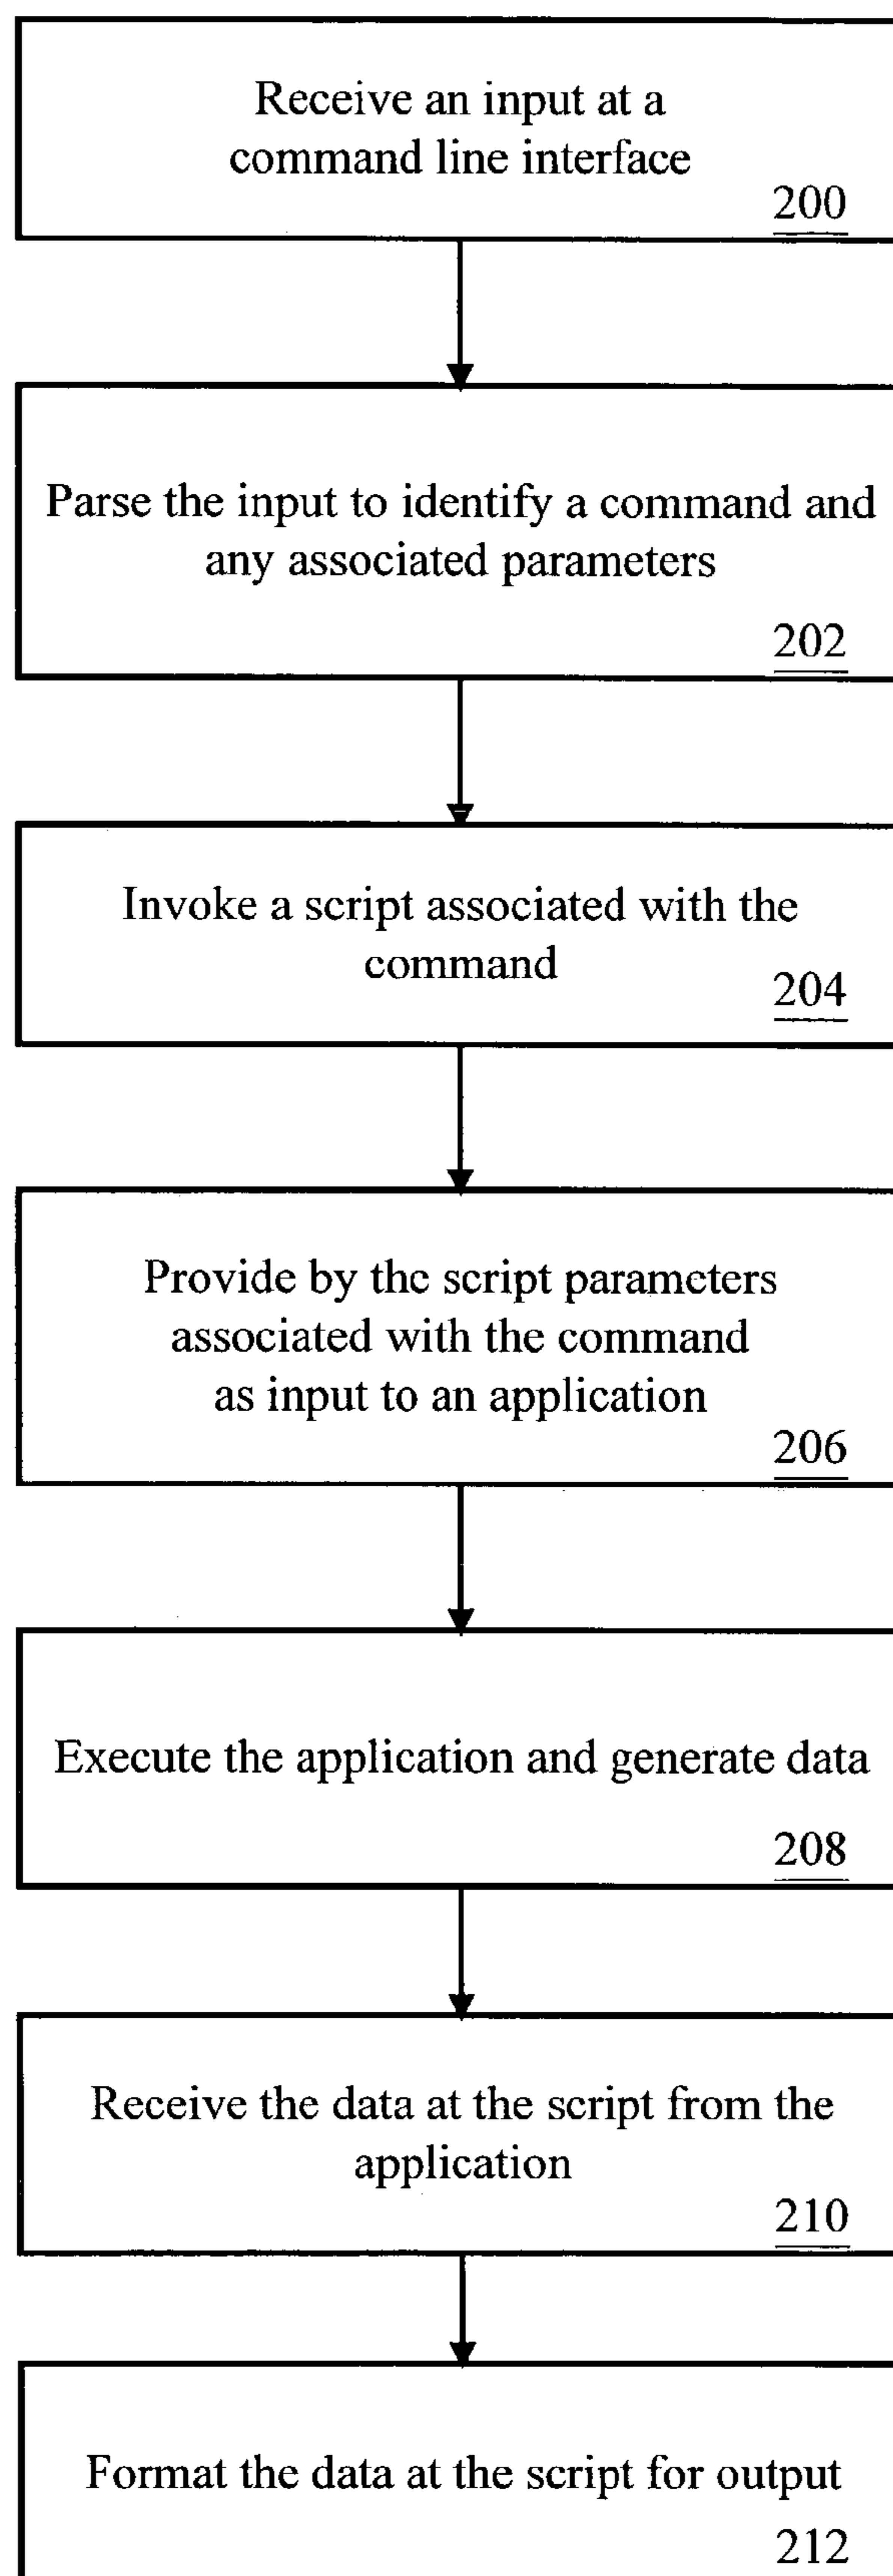 Receive an input at a
command line interface
200
Parse the input to identify a command and
any associated parameters
202
Invoke a script associated with the
command
204
Provide by the script parameters
associated with the command
as input to an application
206
Execute the application and generate data
208
Receive the data at the script from the
application
210
Format the data at the script for output
212